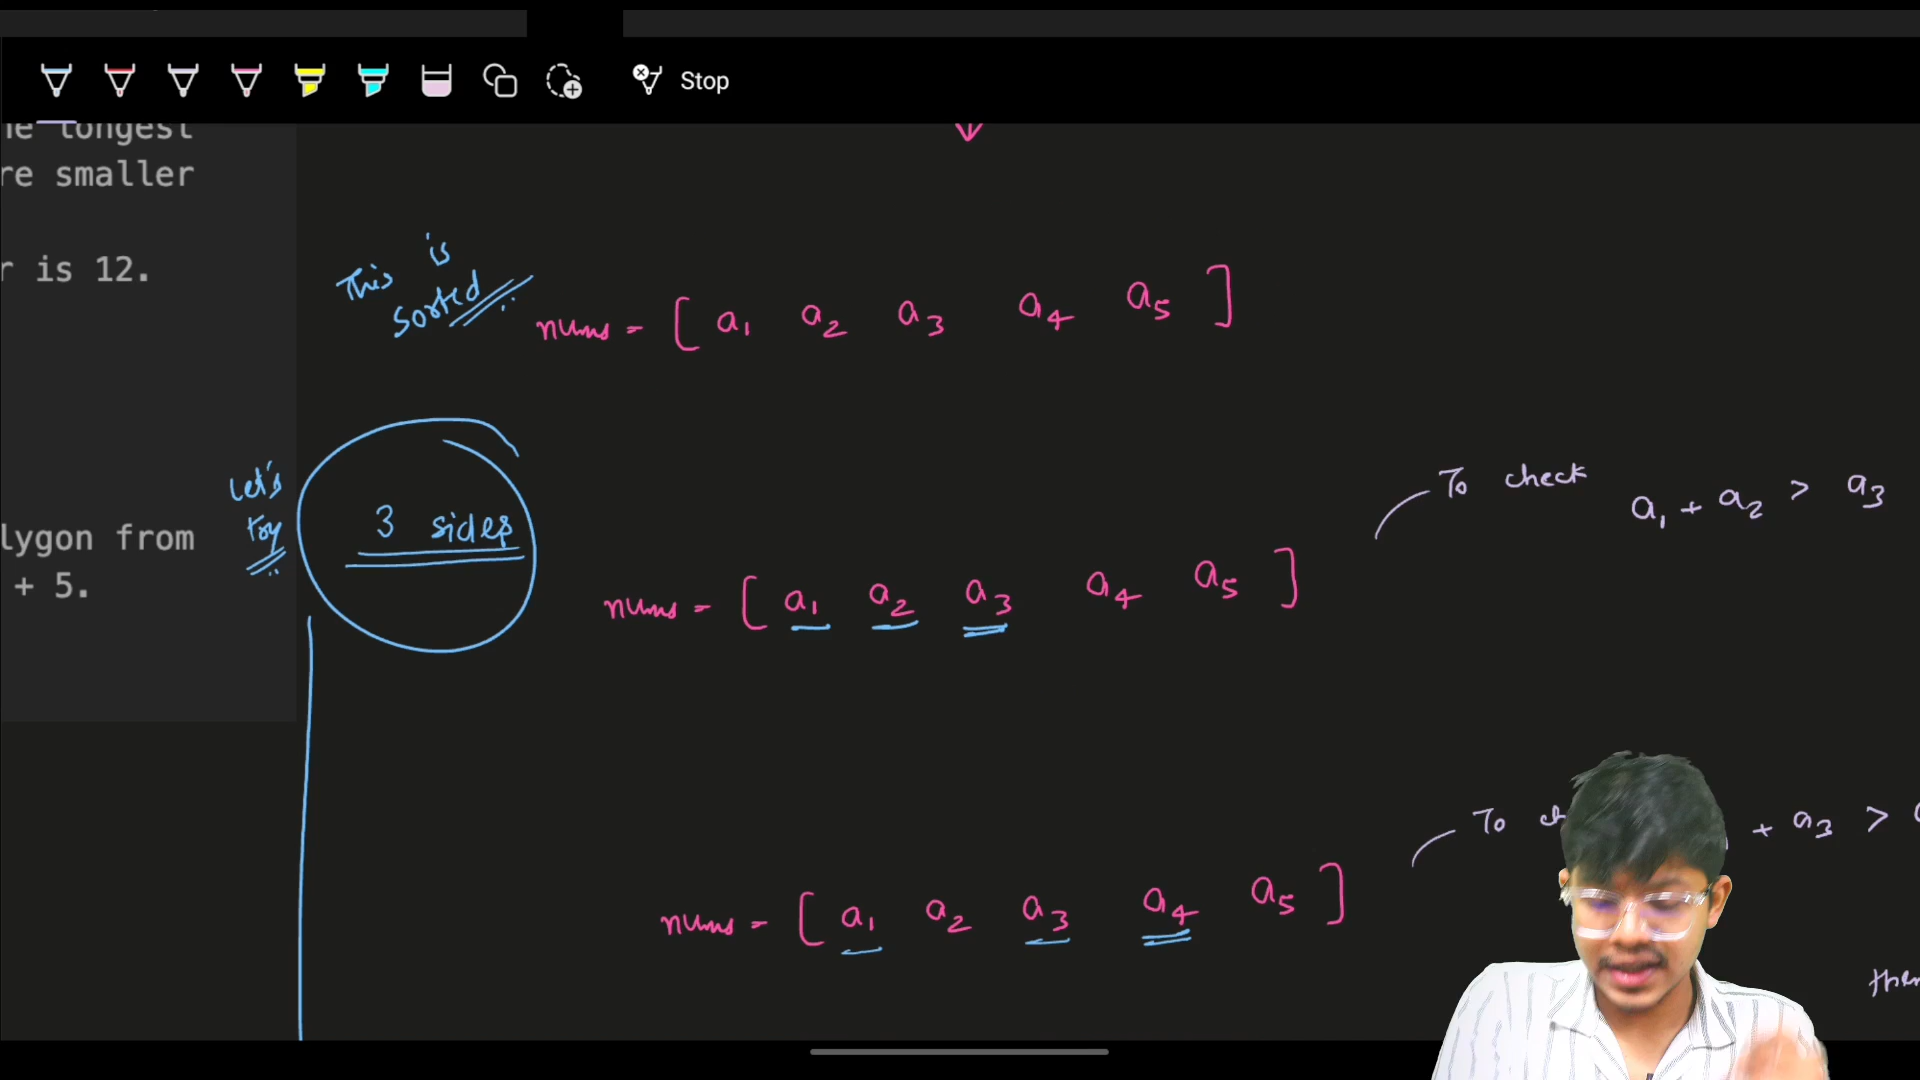 Stop
longest
re smaller
r is 12.
This is
sorted
nums = [ a1 a2 a3 a4 a5 ]
Let's
try
3 sides
To check a1 + a2 > a3
lygon from
+ 5.
nums = [ a1 a2 a3 a4 a5 ]
To + a3 >
nums = [ a1 a2 a3 a4 a5 ]